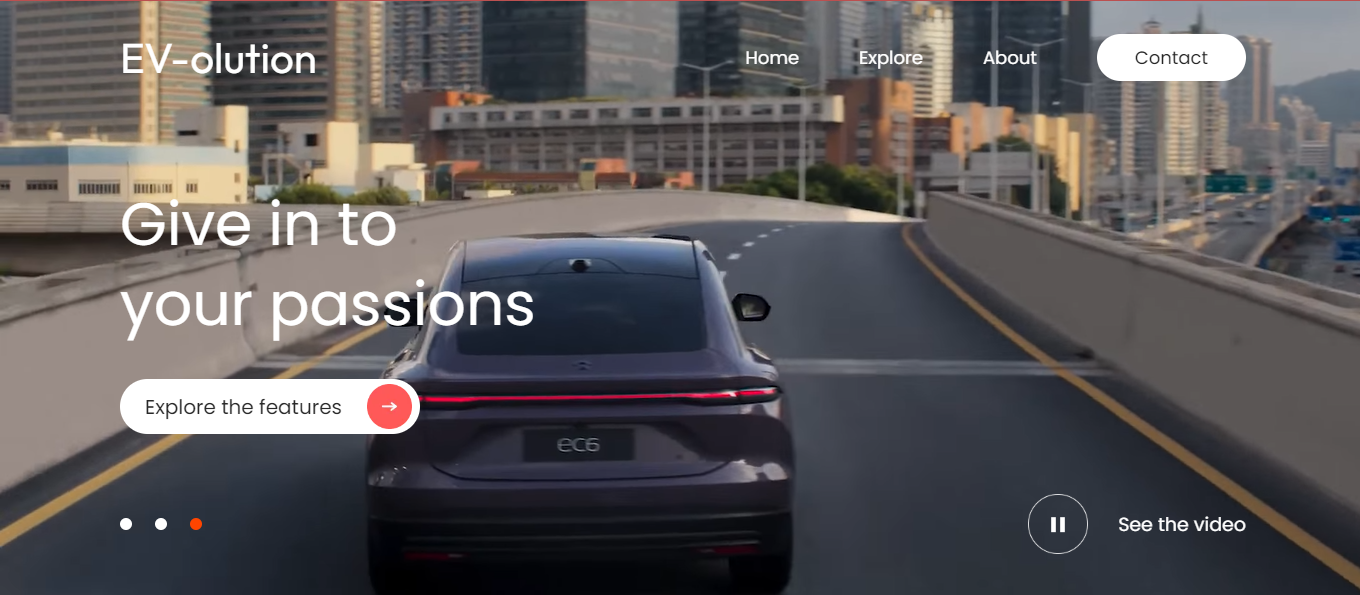 EV-olution
Home
Explore
About
Contact
Give in to
your passions
Explore the features
ec6
See the video